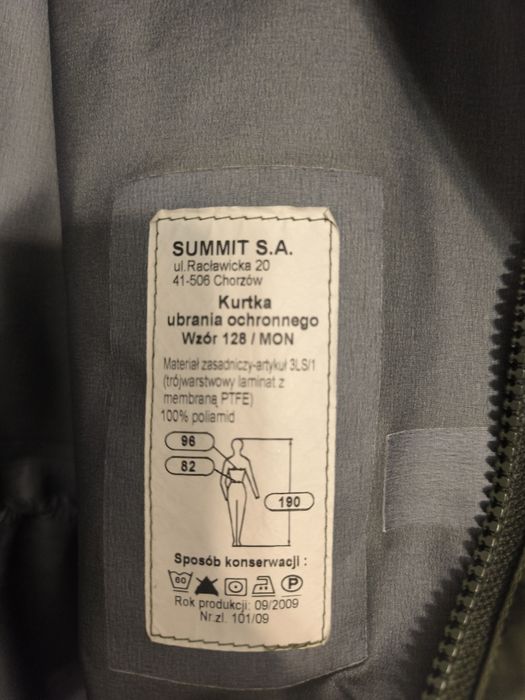 SUMMIT S.A.
ul.Racławicka 20
41-506 Chorzów
Kurtka
ubrania ochronnego
Wzór 128 / MON
Materiał zasadniczy-artykuł 3LS/1
(trójwarstwowy laminat z
membraną PTFE)
100% poliamid
96
82
190
Sposób konserwacji :
60 P
Rok produkcji: 09/2009
Nr.zl. 101/09